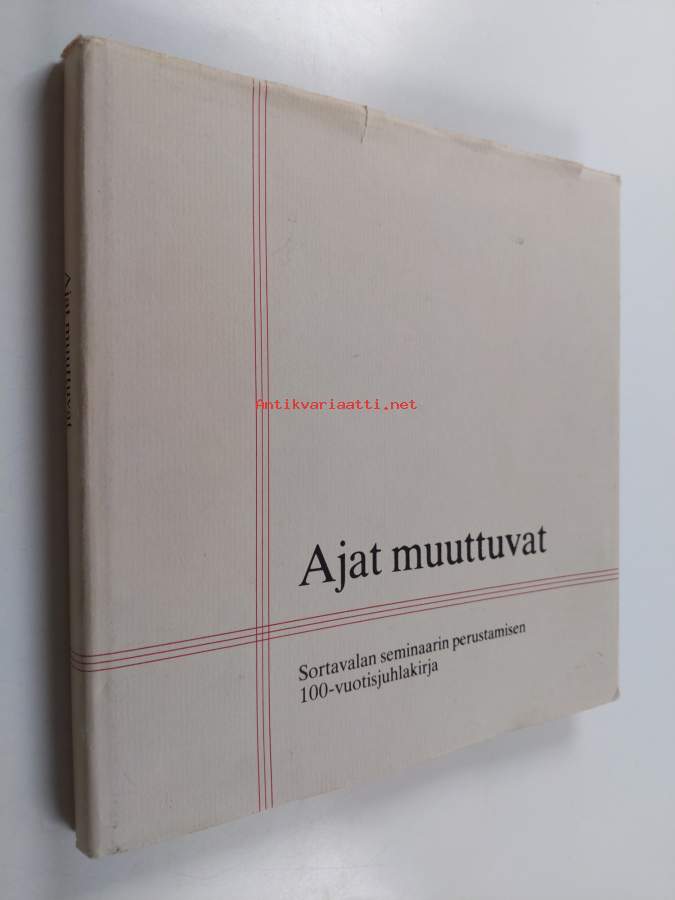 Ajat muuttuvat
Antikvariaatti.net
Ajat muuttuvat
Sortavalan seminaarin perustamisen
100-vuotisjuhlakirja